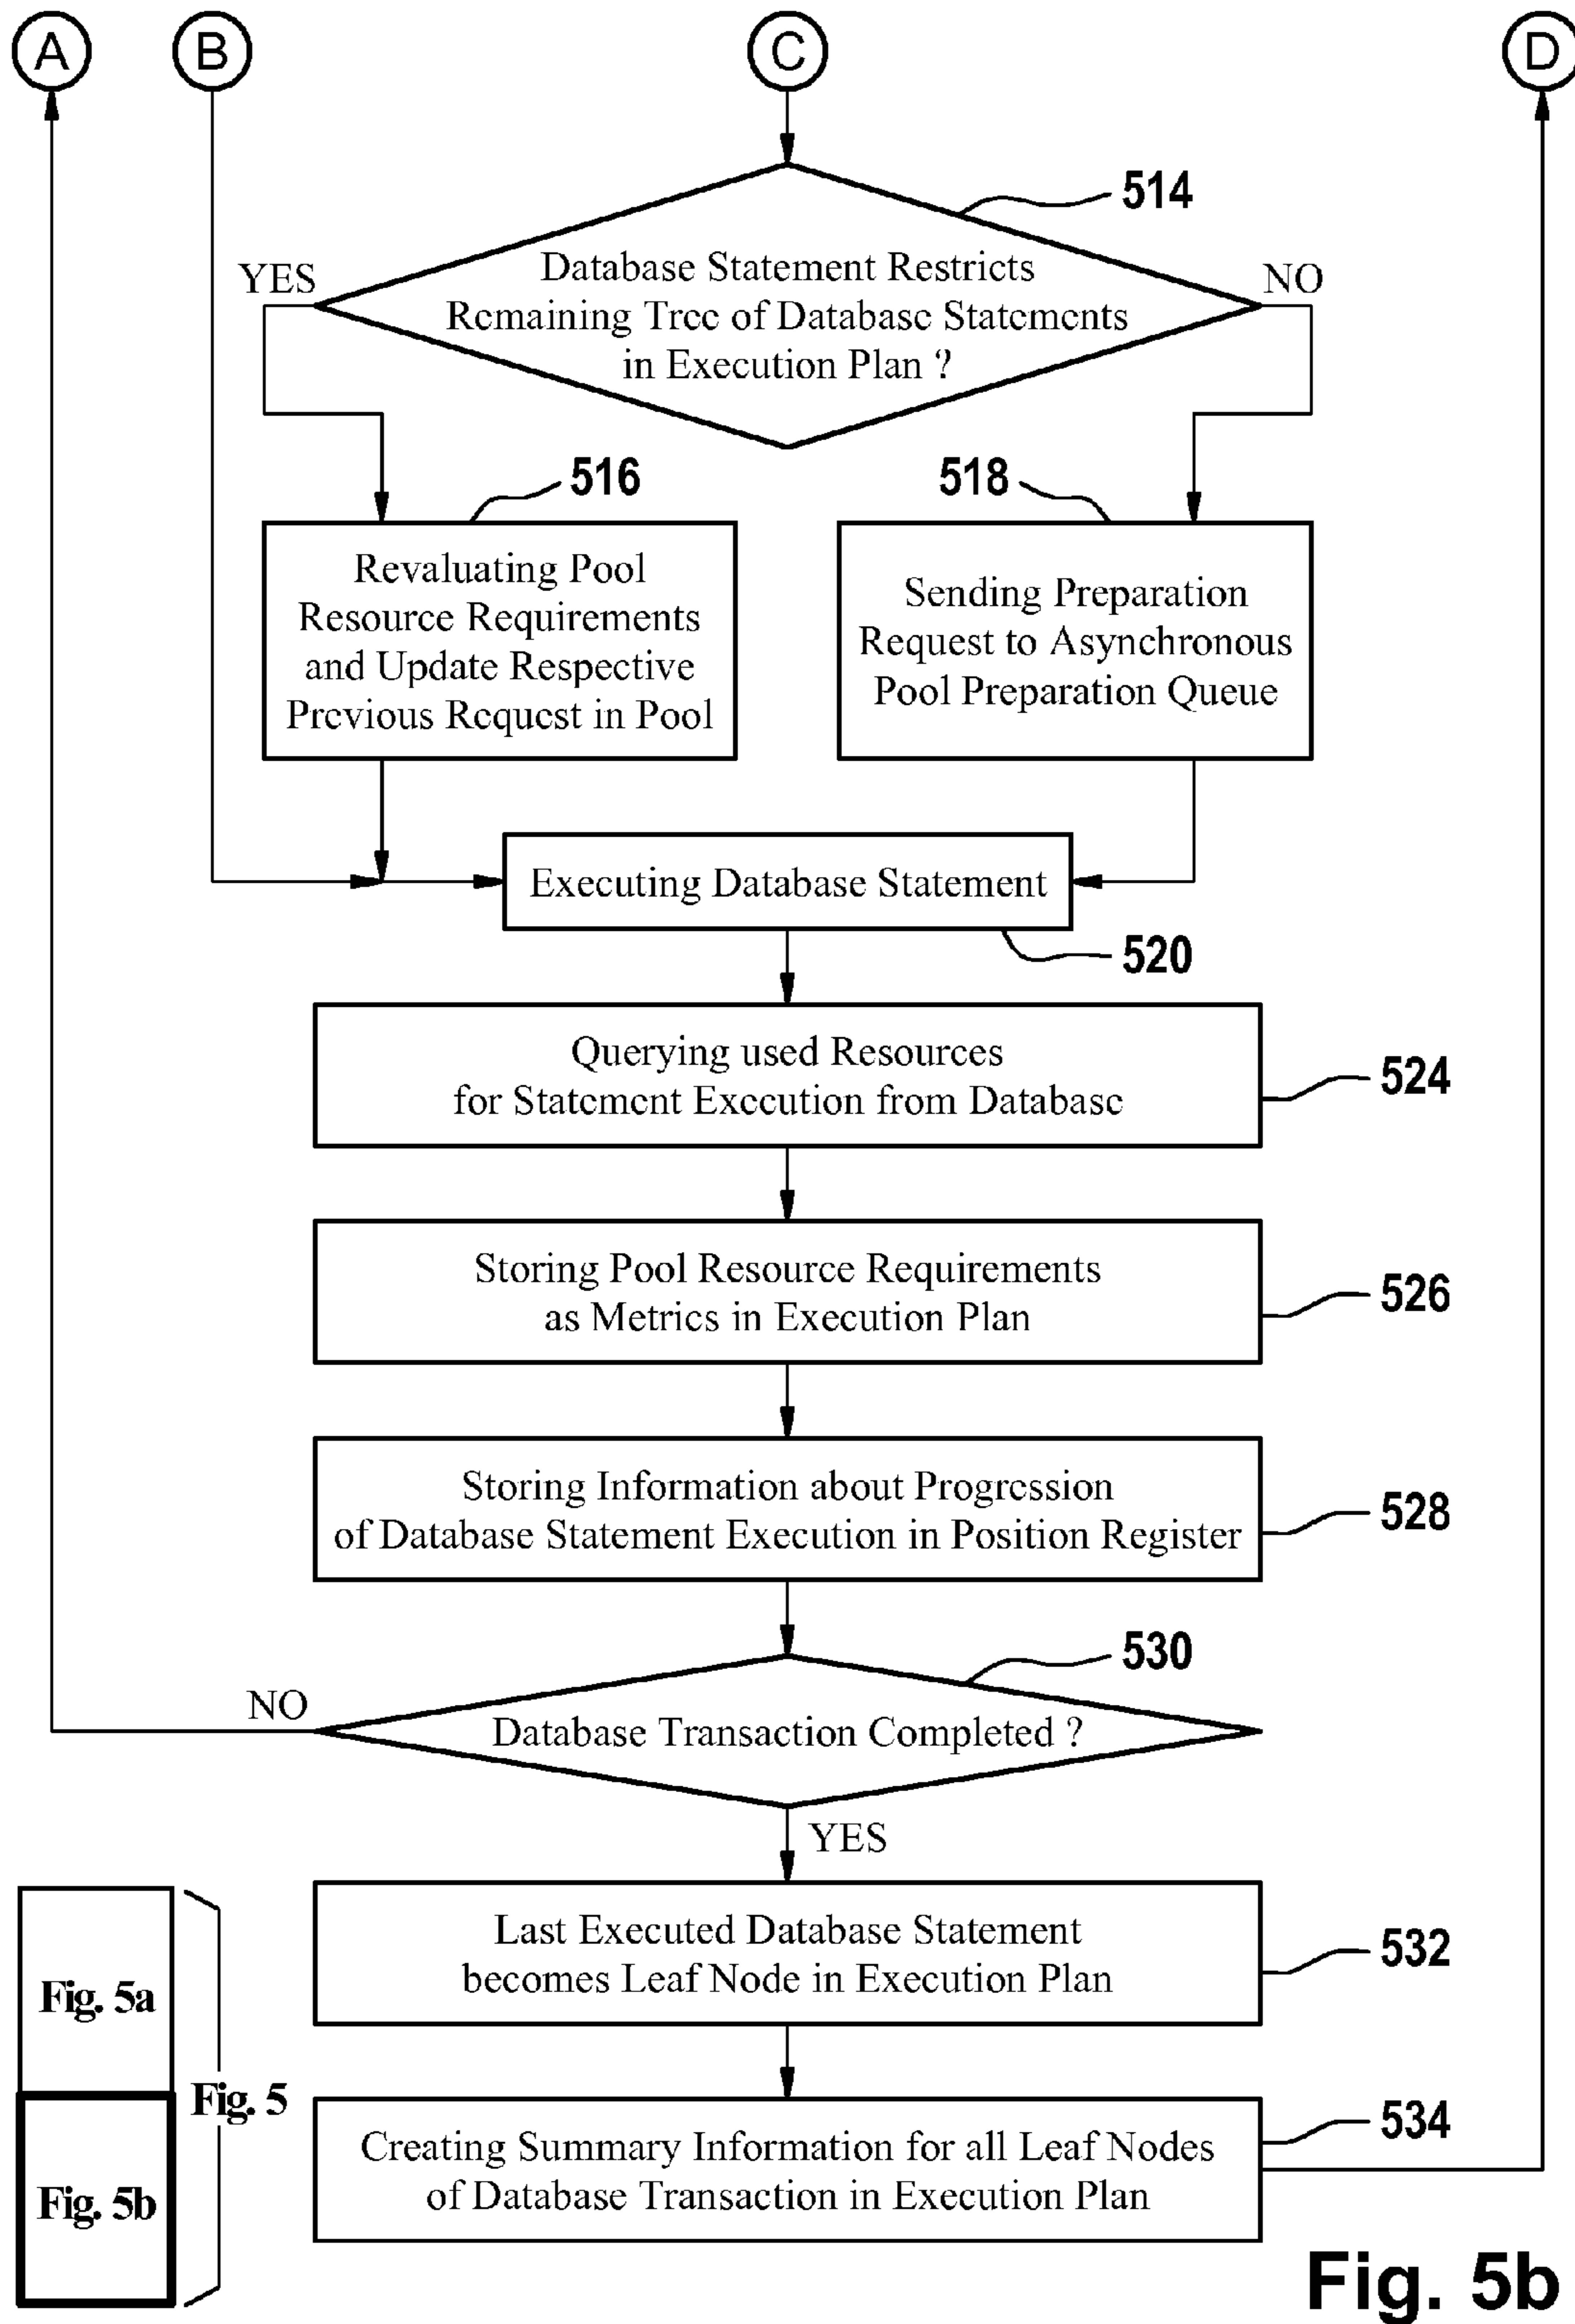 A
B
C
D
514
Database Statement Restricts
Remaining Tree of Database Statements
in Execution Plan ?
YES
NO
516
518
Revaluating Pool
Resource Requirements
and Update Respective
Previous Request in Pool
Sending Preparation
Request to Asynchronous
Pool Preparation Queue
Executing Database Statement
520
Querying used Resources
for Statement Execution from Database
524
Storing Pool Resource Requirements
as Metrics in Execution Plan
526
Storing Information about Progression
of Database Statement Execution in Position Register
528
530
NO
Database Transaction Completed ?
YES
Last Executed Database Statement
becomes Leaf Node in Execution Plan
532
Creating Summary Information for all Leaf Nodes
of Database Transaction in Execution Plan
534
Fig. 5a
Fig. 5
Fig. 5b
Fig. 5b